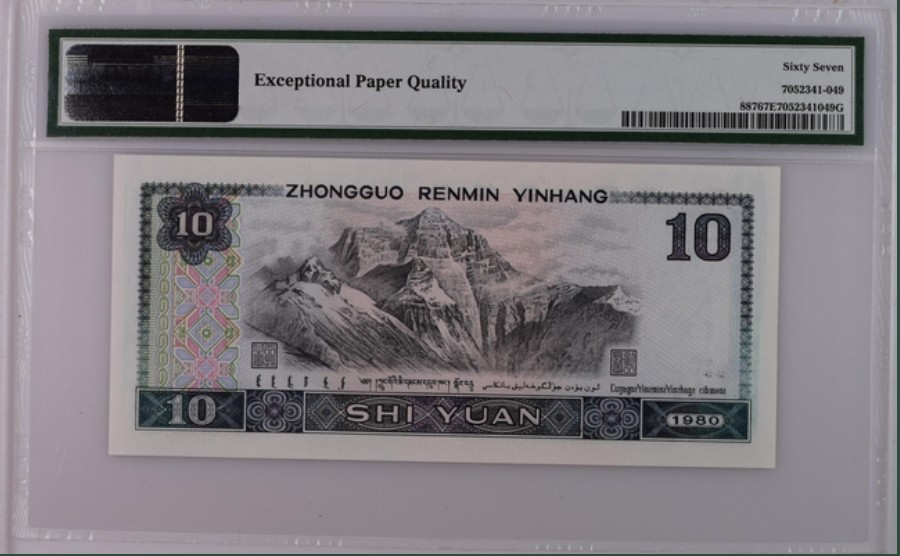 Exceptional Paper Quality
Sixty Seven
7052341-049
88767E7052341049G
ZHONGGUO RENMIN YINHANG
10
10
10
SHI YUAN
1980